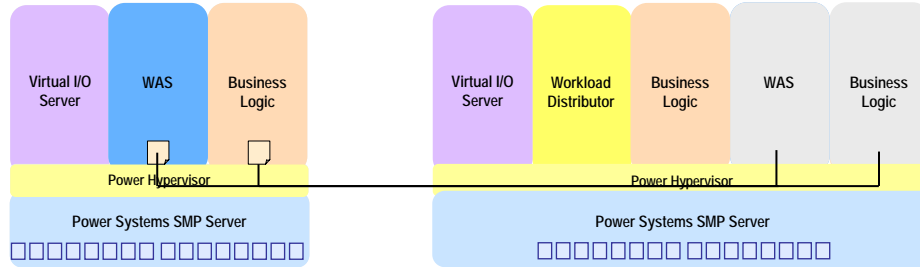 Virtual I/O
Server
WAS
Business
Logic
Power Hypervisor
Power Systems SMP Server
Virtual I/O
Server
Workload
Distributor
Business
Logic
WAS
Business
Logic
Power Hypervisor
Power Systems SMP Server